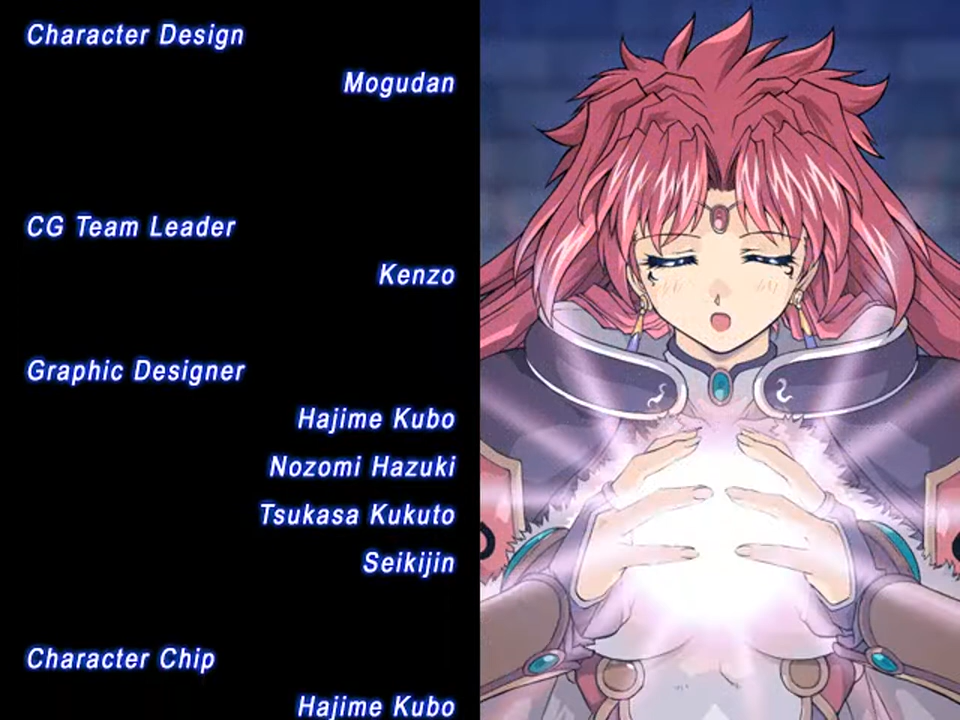 Character Design
Mogudan
CG Team Leader
Kenzo
Graphic Designer
Hajime Kubo
Nozomi Hazuki
Tsukasa Kukuto
Seikijin
Character Chip
Hajime Kubo